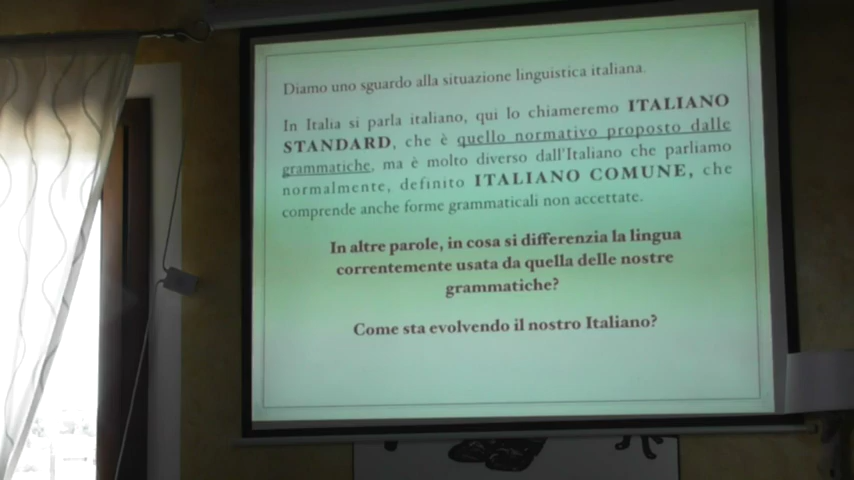 Diamo uno sguardo alla situazione linguistica italiana.
In Italia si parla italiano, qui lo chiameremo ITALIANO
STANDARD, che è quello normativo proposto dalle
grammatiche, ma è molto diverso dall'Italiano che parliamo
normalmente, definito ITALIANO COMUNE, che
comprende anche forme grammaticali non accettate.
In altre parole, in cosa si differenzia la lingua
correntemente usata da quella delle nostre
grammatiche?
Come sta evolvendo il nostro Italiano?